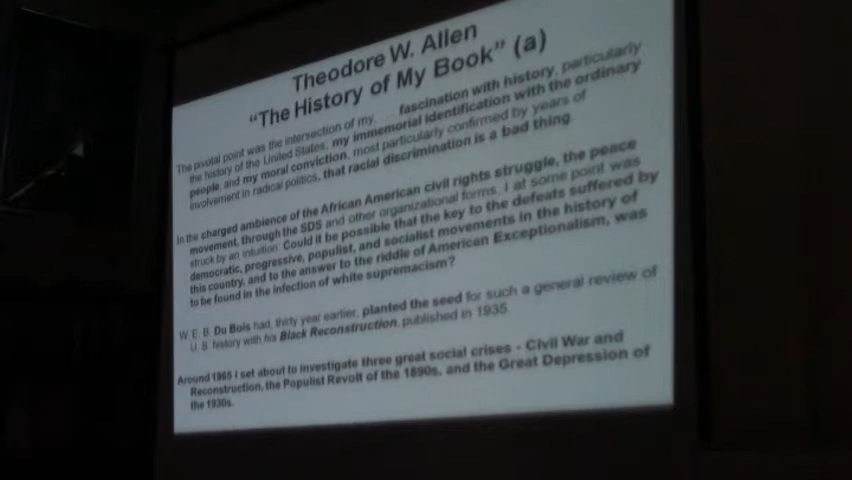 Theodore W. Allen
“The History of My Book” (a)
The pivotal point was the intersection of my. . . . fascination with history, particularly
the history of the United States, my immemorial identification with the ordinary
people, and my moral conviction, most particularly confirmed by years of
involvement in radical politics, that racial discrimination is a bad thing.
In the charged ambience of the African American civil rights struggle, the peace
movement, through the SDS and other organizational forms, I at some point was
struck by an intuition: Could it be possible that the key to the defeats suffered by
democratic, progressive, populist, and socialist movements in the history of
this country, and to the answer to the riddle of American Exceptionalism, was
to be found in the infection of white supremacism?
W. E. B. Du Bois had, thirty year earlier, planted the seed for such a general review of
U. S. history with his Black Reconstruction, published in 1935.
Around 1965 I set about to investigate three great social crises - Civil War and
Reconstruction, the Populist Revolt of the 1890s, and the Great Depression of
the 1930s.